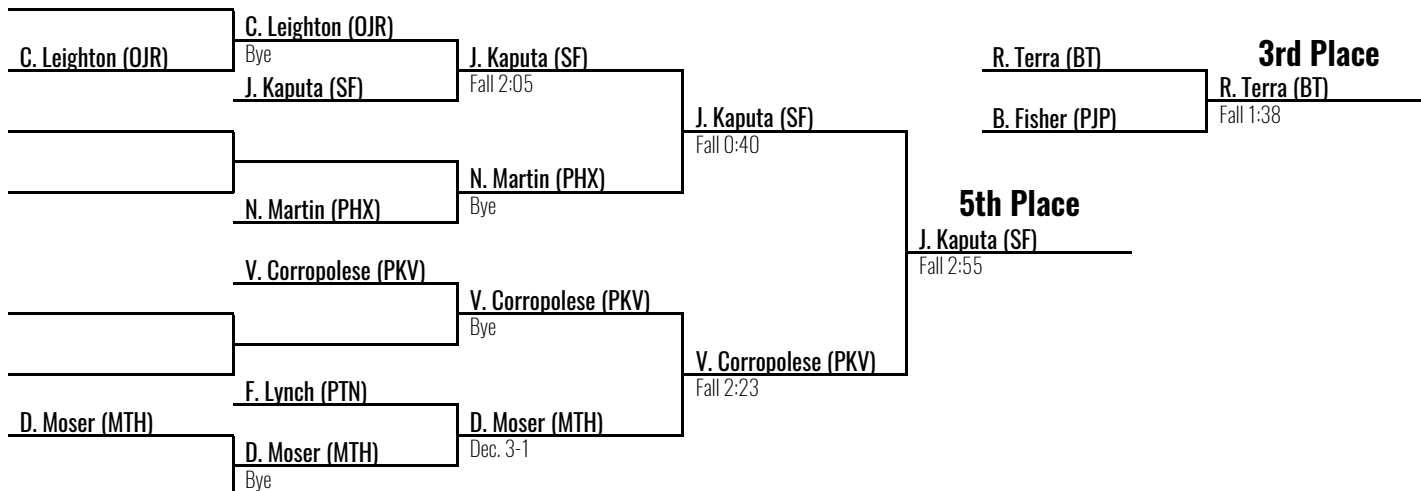 C. Leighton (OJR)
C. Leighton (OJR)
Bye
J. Kaputa (SF)
J. Kaputa (SF)
Fall 2:05
N. Martin (PHX)
N. Martin (PHX)
Bye
J. Kaputa (SF)
Fall 0:40
V. Corropolese (PKV)
V. Corropolese (PKV)
Bye
F. Lynch (PTN)
D. Moser (MTH)
D. Moser (MTH)
Bye
D. Moser (MTH)
Dec. 3-1
V. Corropolese (PKV)
Fall 2:23
5th Place
J. Kaputa (SF)
Fall 2:55
R. Terra (BT)
B. Fisher (PJP)
3rd Place
R. Terra (BT)
Fall 1:38